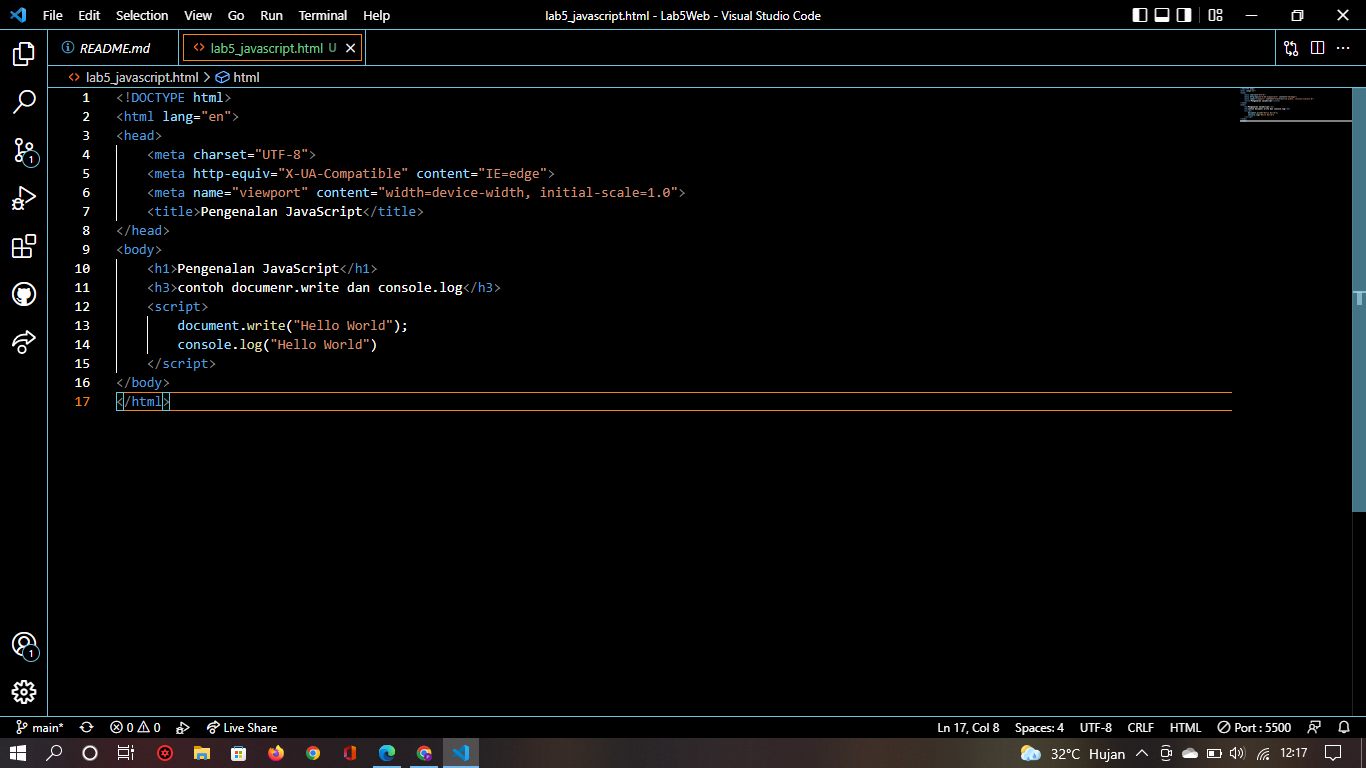 File Edit Selection View Go Run Terminal Help lab5_javascript.html - Lab5Web - Visual Studio Code
README.md lab5_javascript.html U
lab5_javascript.html > html
1 <!DOCTYPE html>
2 <html lang="en">
3 <head>
4 <meta charset="UTF-8">
5 <meta http-equiv="X-UA-Compatible" content="IE=edge">
6 <meta name="viewport" content="width=device-width, initial-scale=1.0">
7 <title>Pengenalan JavaScript</title>
8 </head>
9 <body>
10 <h1>Pengenalan JavaScript</h1>
11 <h3>contoh documenr.write dan console.log</h3>
12 <script>
13 document.write("Hello World");
14 console.log("Hello World")
15 </script>
16 </body>
17 </html>
1
1
main* 0 0 Live Share Ln 17, Col 8 Spaces: 4 UTF-8 CRLF HTML Port : 5500
32°C Hujan 12:17